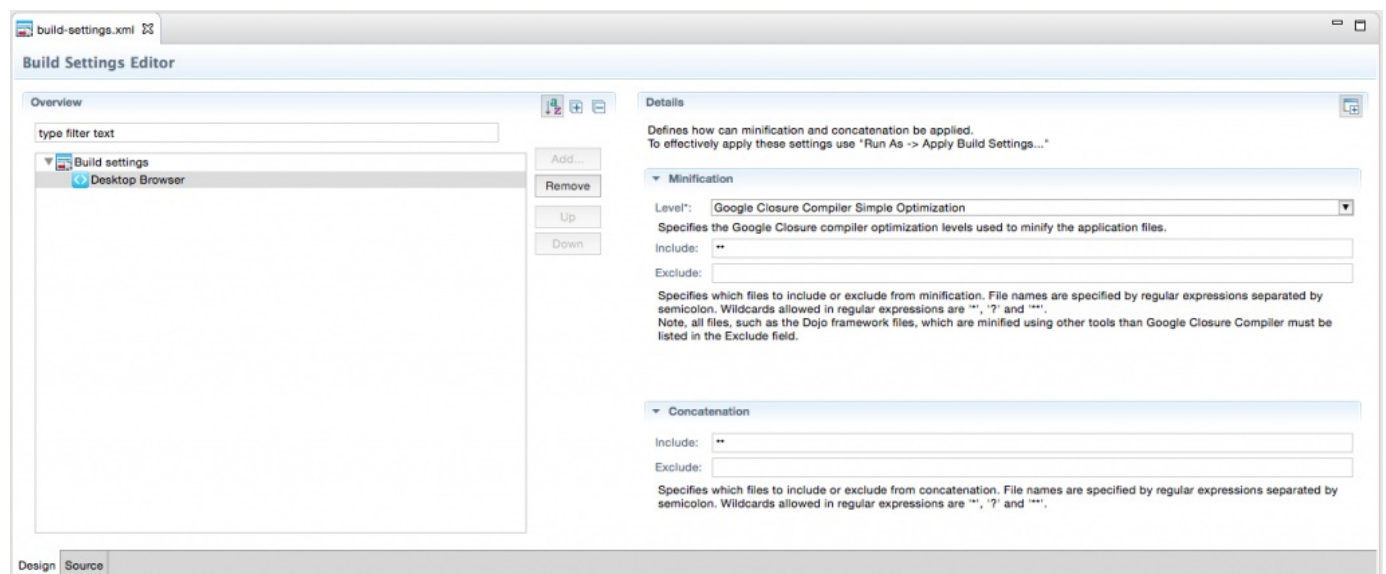 build-settings.xml
Build Settings Editor
Overview
type filter text
Build settings
Desktop Browser
Add...
Remove
Up
Down
Details
Defines how can minification and concatenation be applied.
To effectively apply these settings use "Run As -> Apply Build Settings..."
Minification
Level*: Google Closure Compiler Simple Optimization
Specifies the Google Closure compiler optimization levels used to minify the application files.
Include: **
Exclude:
Specifies which files to include or exclude from minification. File names are specified by regular expressions separated by
semicolon. Wildcards allowed in regular expressions are '*', '?' and '**'.
Note, all files, such as the Dojo framework files, which are minified using other tools than Google Closure Compiler must be
listed in the Exclude field.
Concatenation
Include: **
Exclude:
Specifies which files to include or exclude from concatenation. File names are specified by regular expressions separated by
semicolon. Wildcards allowed in regular expressions are '*', '?' and '**'.
Design Source